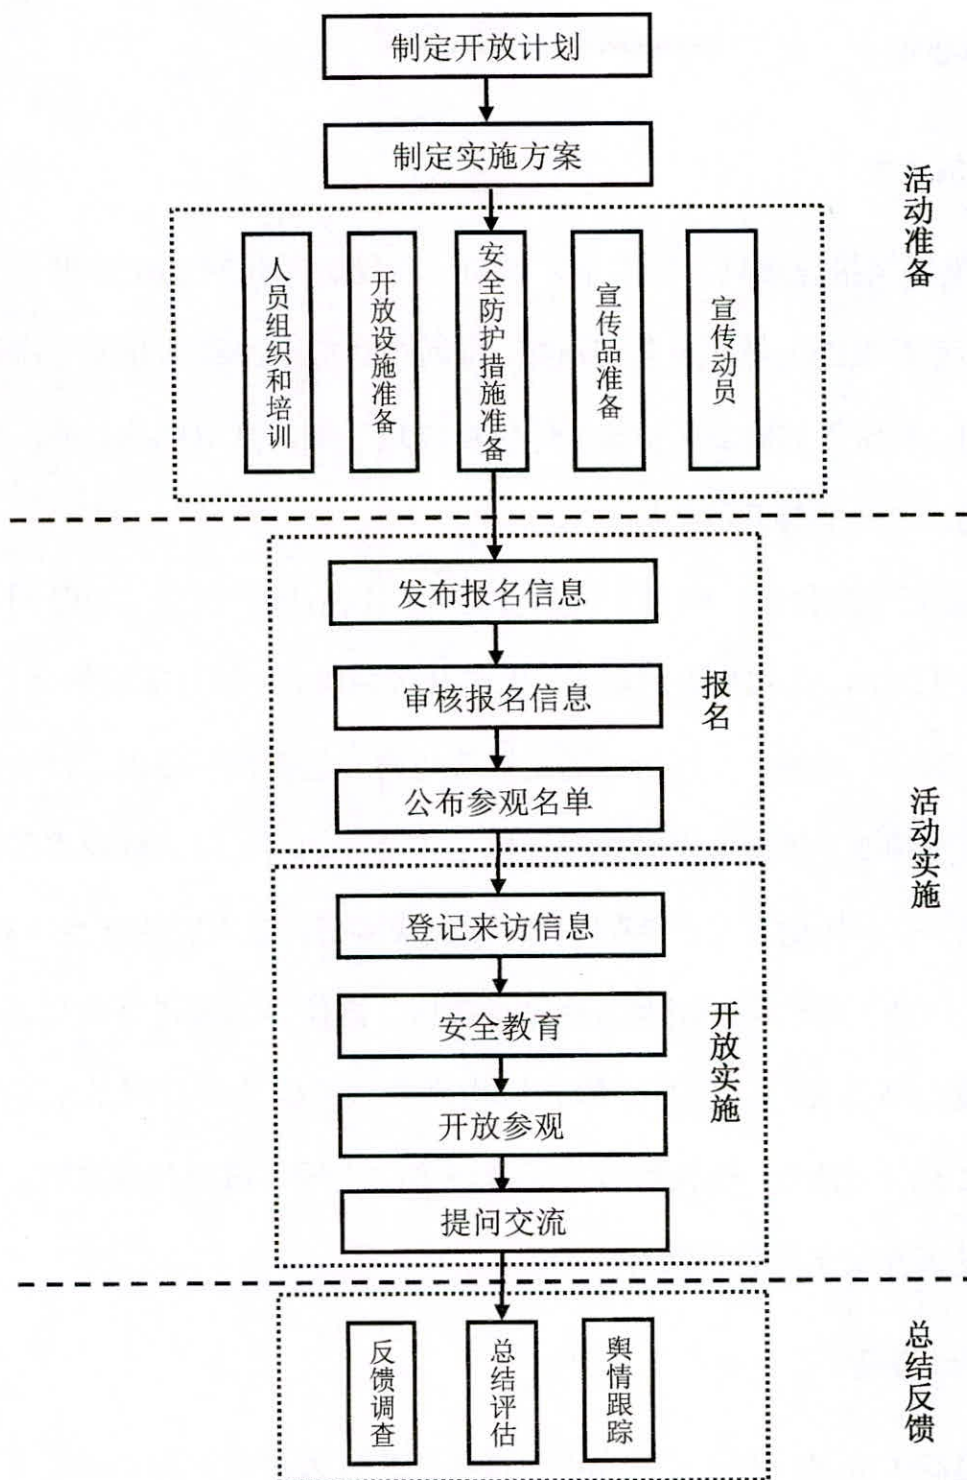 制定开放计划
制定实施方案
活动准备
人员组织和培训
开放设施准备
安全防护措施准备
宣传品准备
宣传动员
发布报名信息
审核报名信息
公布参观名单
报名
活动实施
登记来访信息
安全教育
开放参观
提问交流
开放实施
反馈调查
总结评估
舆情跟踪
总结反馈